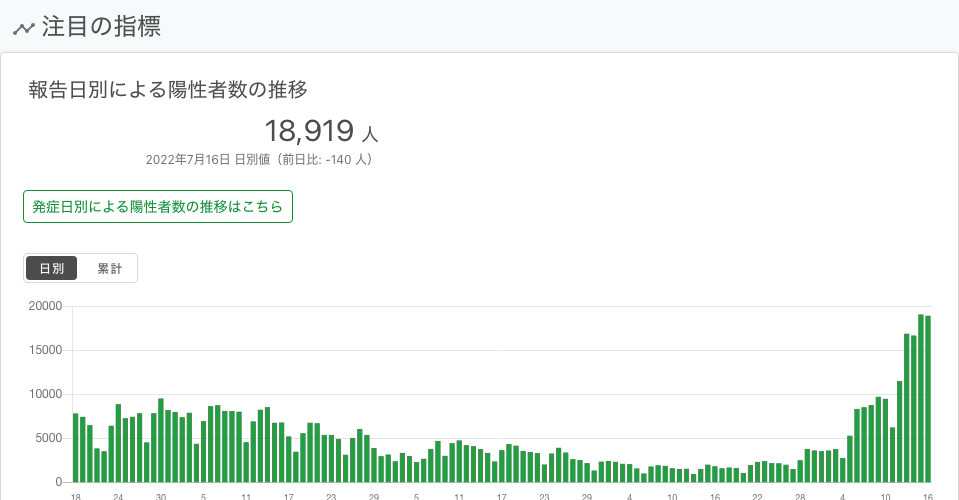 注目の指標
報告日別による陽性者数の推移
18,919 人
2022年7月16日 日別値（前日比: -140 人）
発症日別による陽性者数の推移はこちら
日別 累計
20000
15000
10000
5000
0
18 24 30 5 11 17 23 29 5 11 17 23 29 4 10 16 22 28 4 10 16